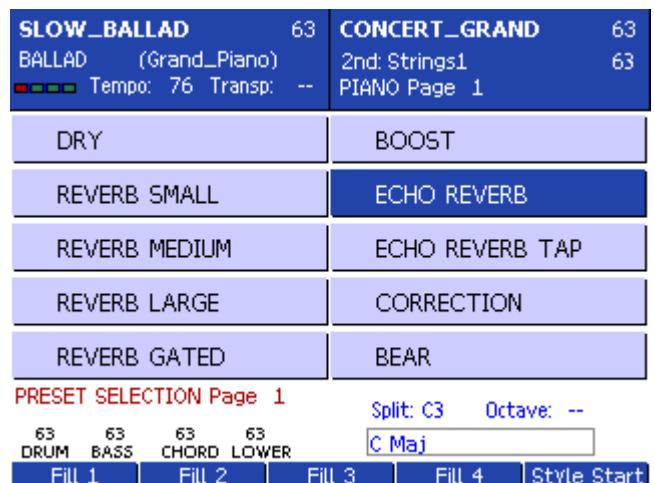 SLOW_BALLAD 63
BALLAD (Grand_Piano)
Tempo: 76 Transp: --
CONCERT_GRAND 63
2nd: Strings1 63
PIANO Page 1
DRY
BOOST
REVERB SMALL
ECHO REVERB
REVERB MEDIUM
ECHO REVERB TAP
REVERB LARGE
CORRECTION
REVERB GATED
BEAR
PRESET SELECTION Page 1
Split: C3 Octave: --
63 63 63 63
DRUM BASS CHORD LOWER
C Maj
Fill 1 Fill 2 Fill 3 Fill 4 Style Start